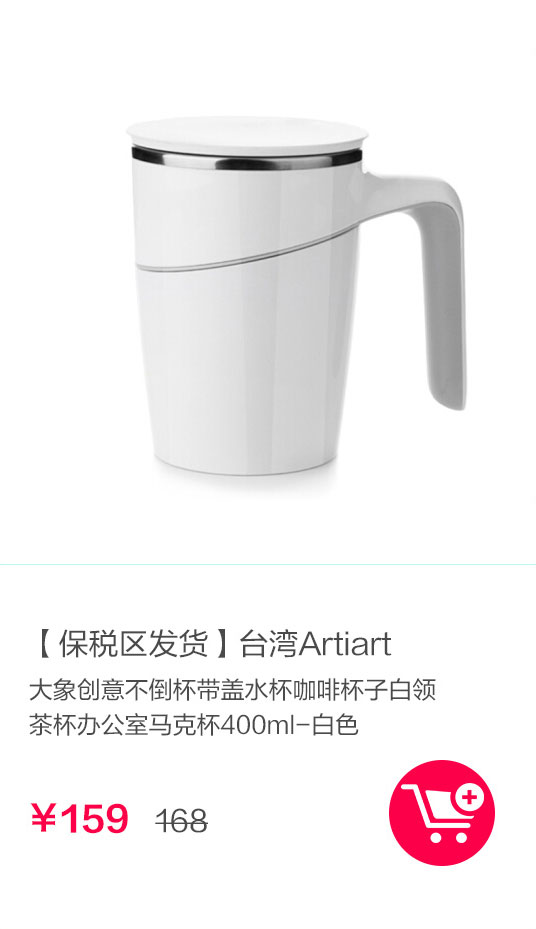 【保税区发货】台湾Artiart
大象创意不倒杯带盖水杯咖啡杯子白领
茶杯办公室马克杯400ml-白色
¥159 168